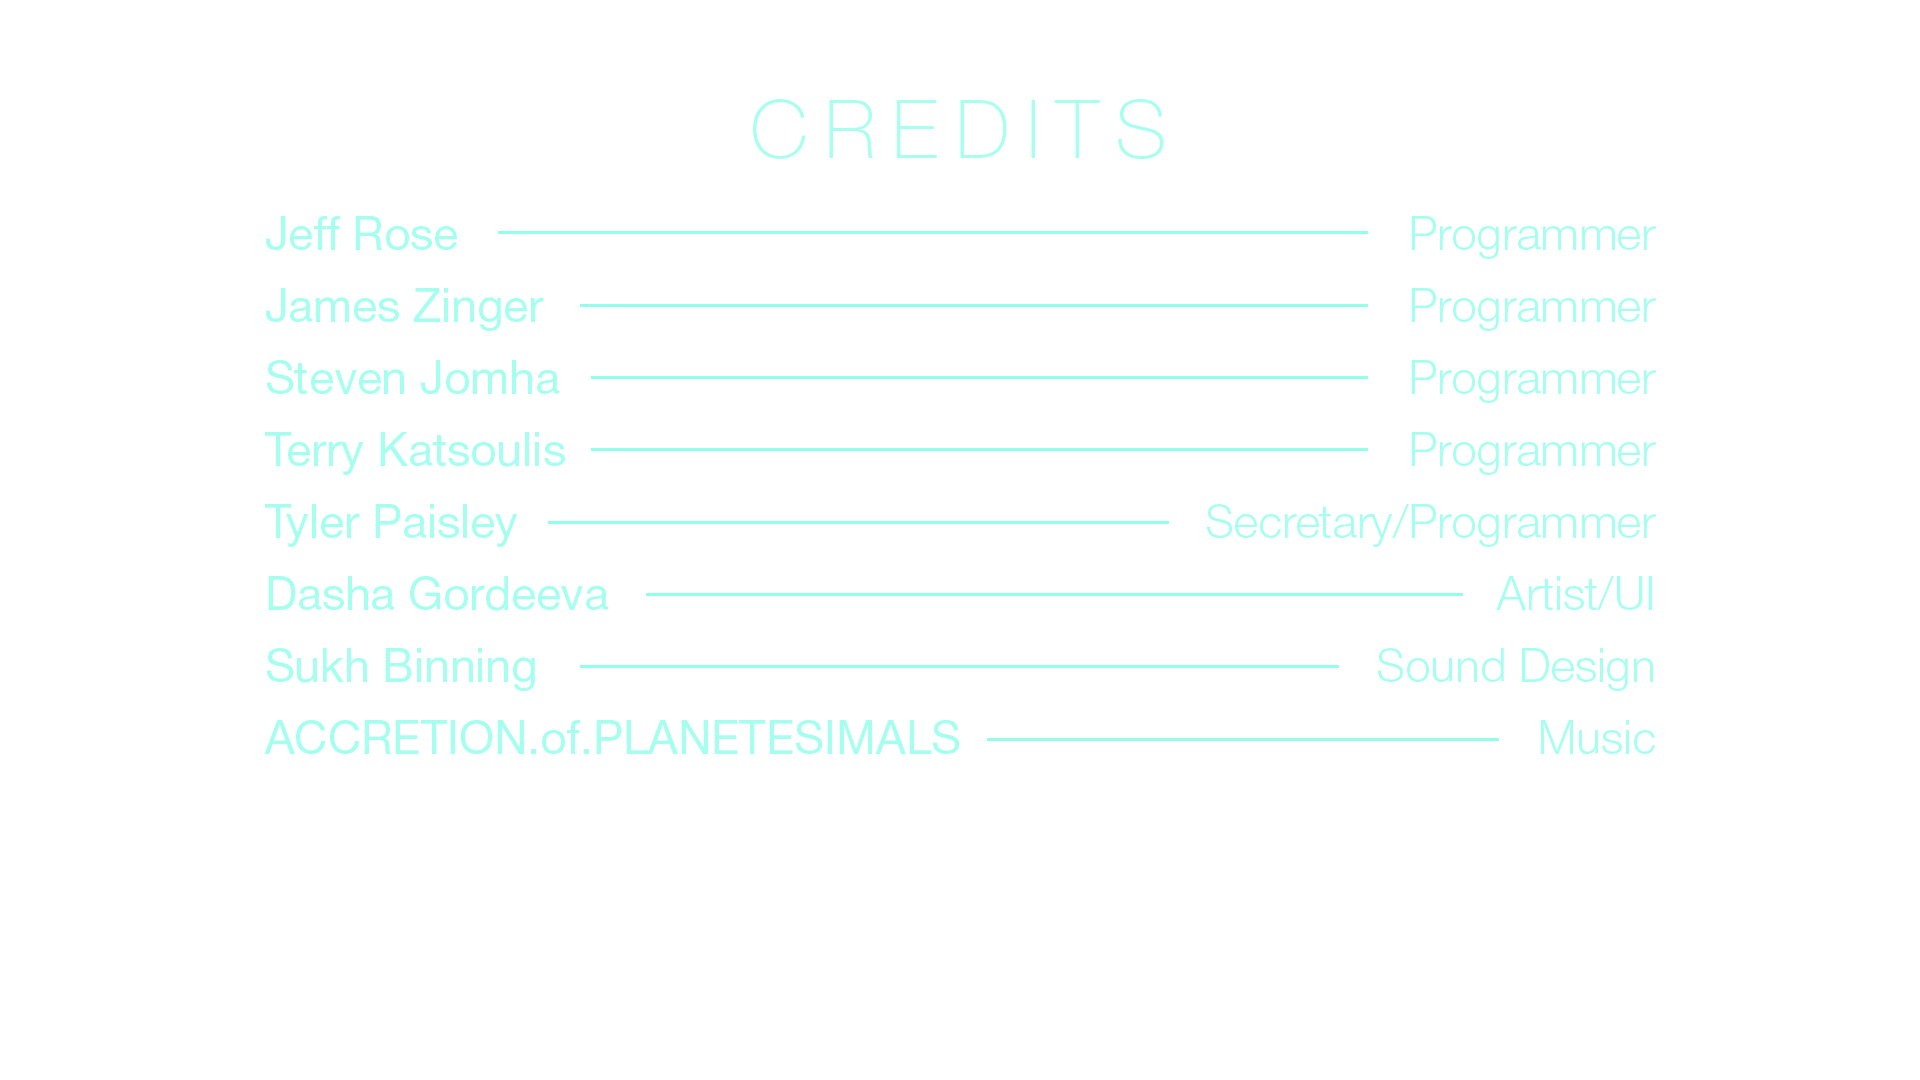 CREDITS
Jeff Rose Programmer
James Zinger Programmer
Steven Jomha Programmer
Terry Katsoulis Programmer
Tyler Paisley Secretary/Programmer
Dasha Gordeeva Artist/UI
Sukh Binning Sound Design
ACCRETION.of.PLANETESIMALS Music